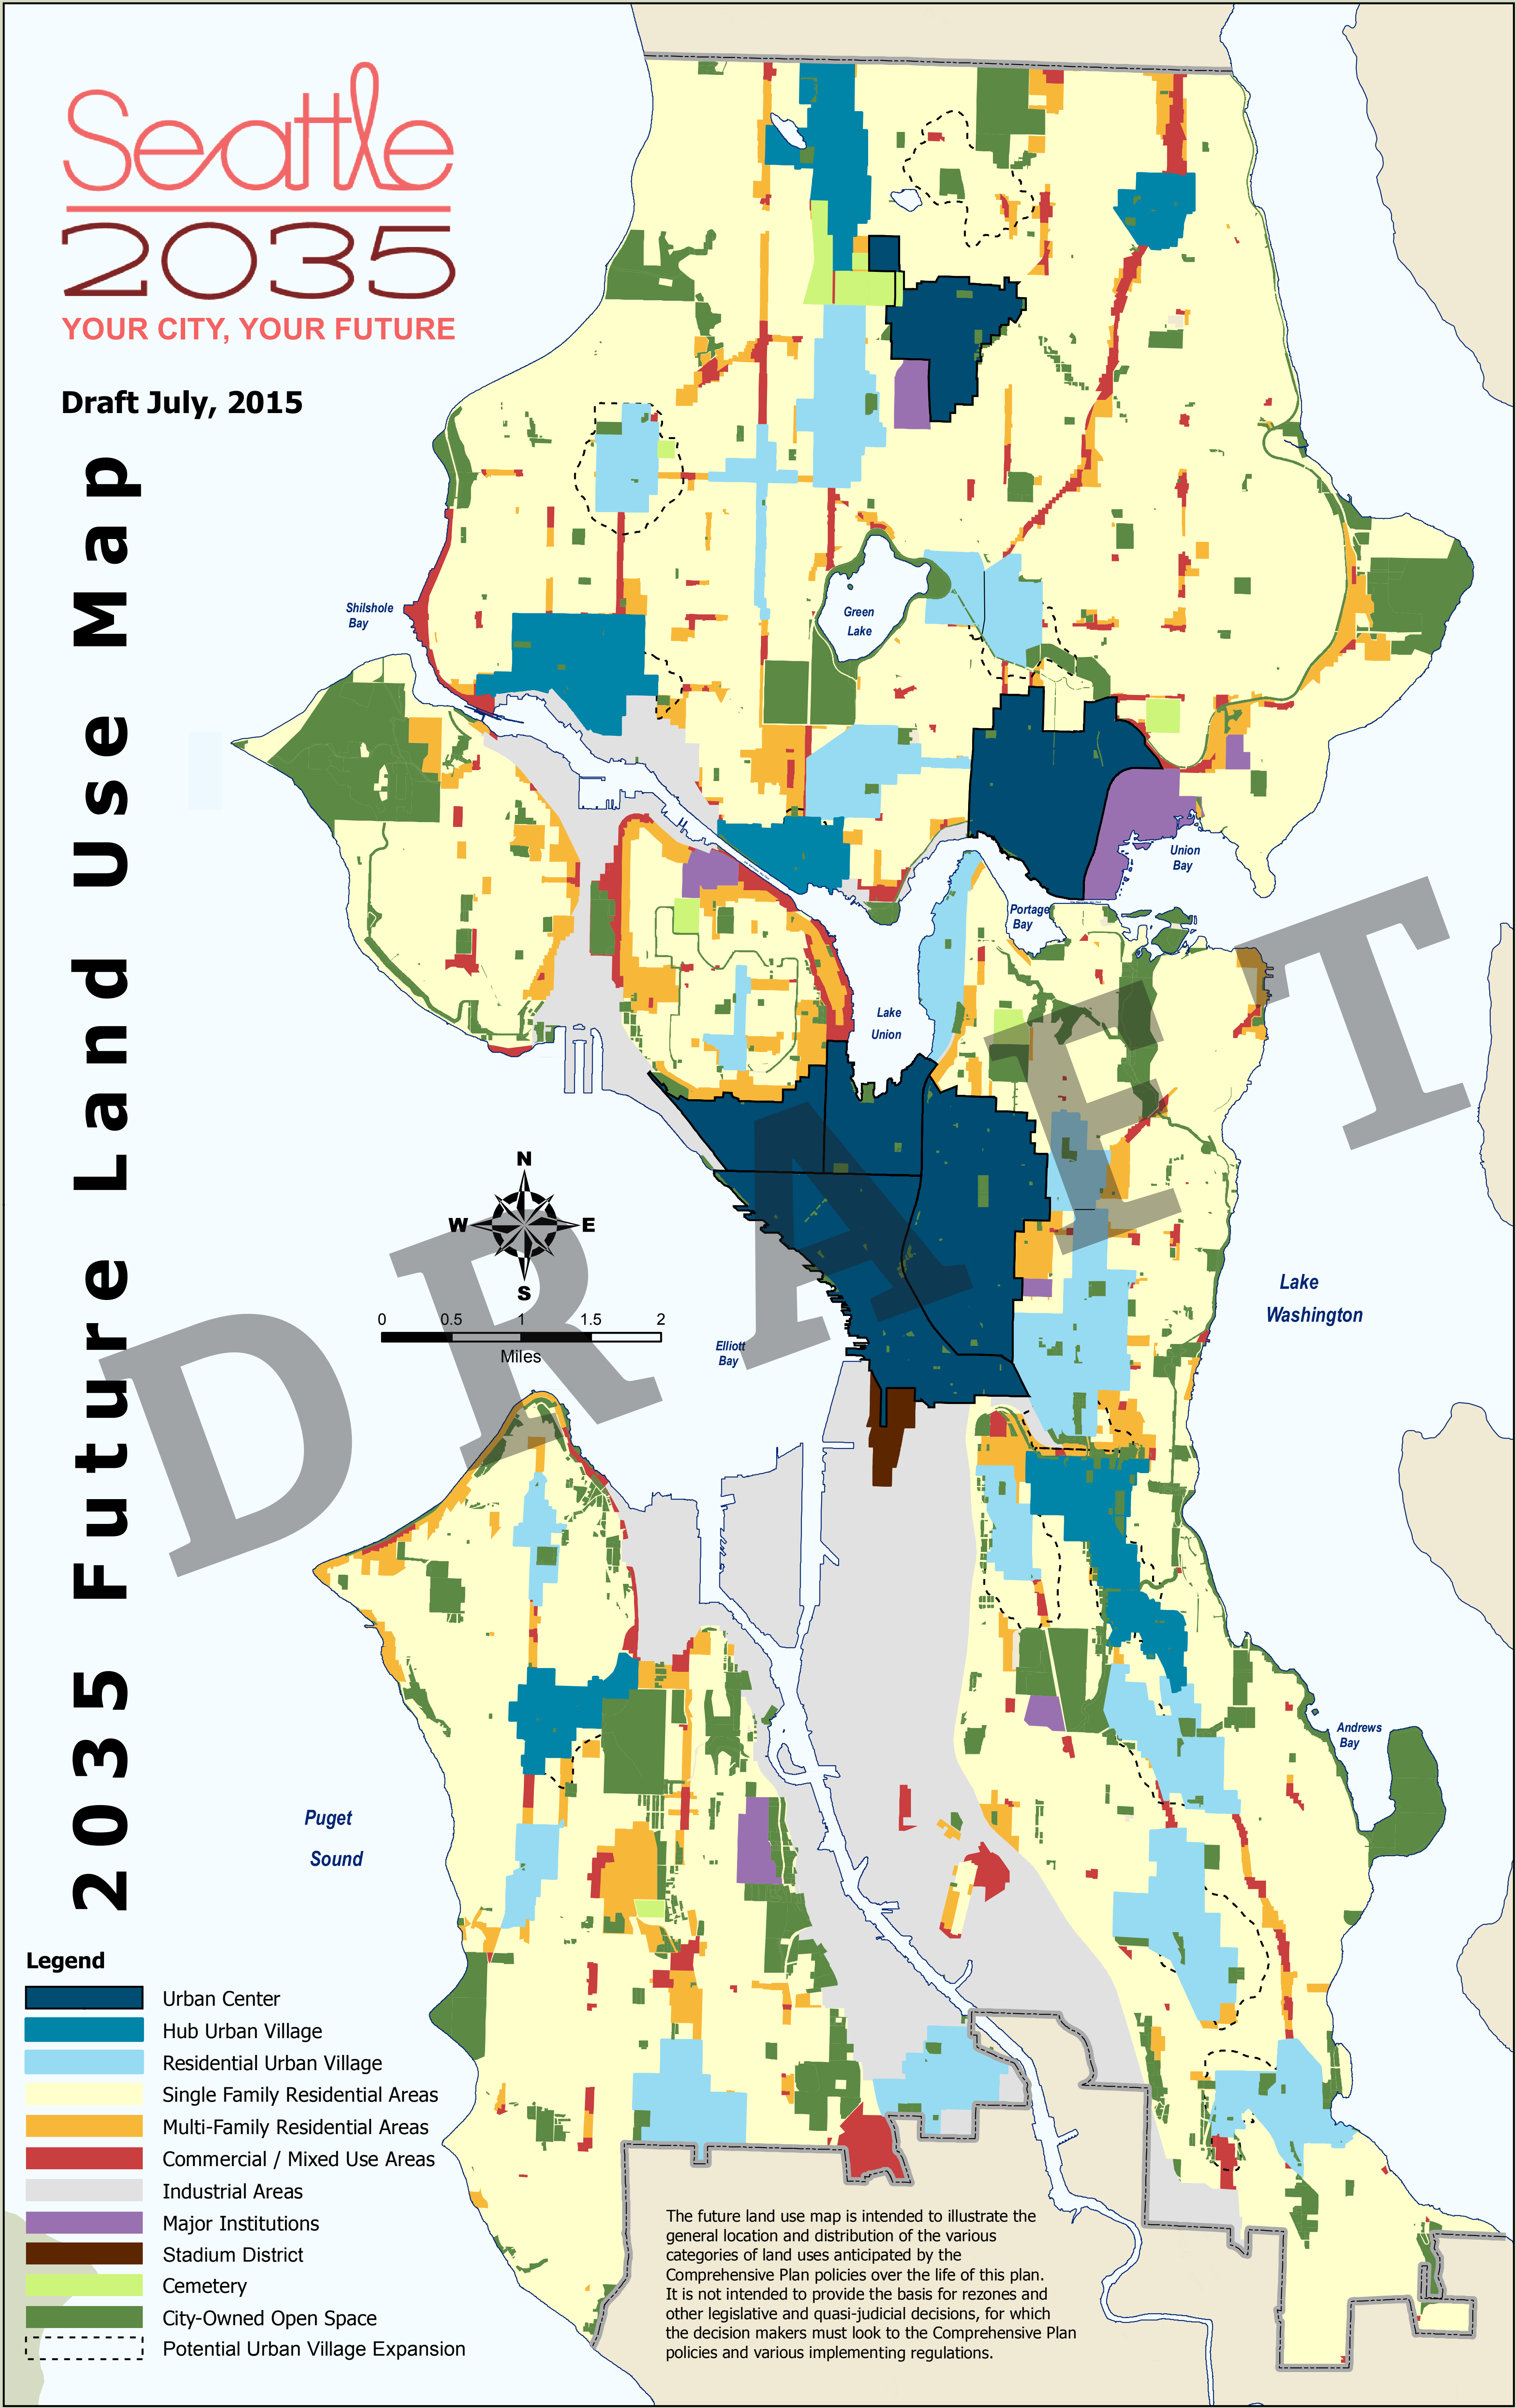 Seattle
2035
YOUR CITY, YOUR FUTURE
Draft July, 2015
2035 Future Land Use Map
Shilshole
Bay
Green
Lake
Union
Bay
Portage
Bay
Lake
Union
N
W
E
S
0
0.5
1
1.5
2
Miles
Elliott
Bay
Lake
Washington
DRAFT
Puget
Sound
Andrews
Bay
Legend
Urban Center
Hub Urban Village
Residential Urban Village
Single Family Residential Areas
Multi-Family Residential Areas
Commercial / Mixed Use Areas
Industrial Areas
Major Institutions
Stadium District
Cemetery
City-Owned Open Space
Potential Urban Village Expansion
The future land use map is intended to illustrate the
general location and distribution of the various
categories of land uses anticipated by the
Comprehensive Plan policies over the life of this plan.
It is not intended to provide the basis for rezones and
other legislative and quasi-judicial decisions, for which
the decision makers must look to the Comprehensive Plan
policies and various implementing regulations.